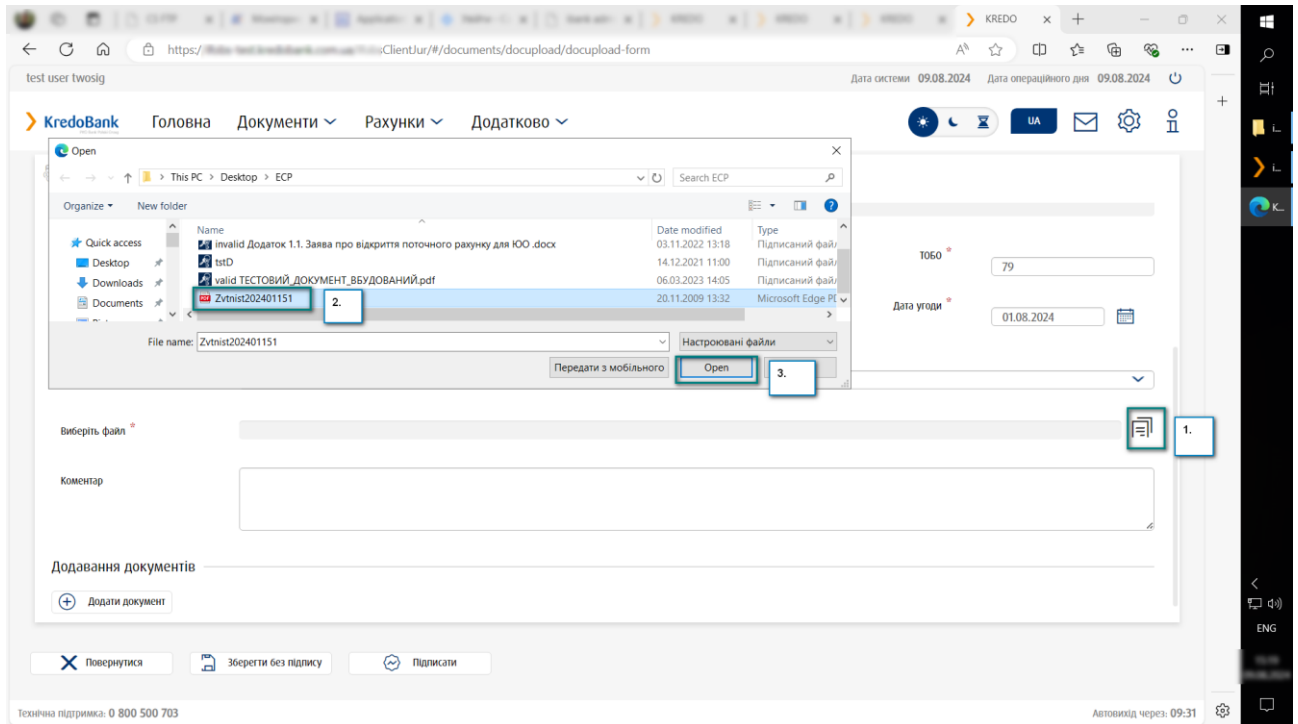 KREDO
https:/ ClientJur/#/documents/docupload/docupload-form
test user twosig
Дата системи 09.08.2024 Дата операційного дня 09.08.2024
KredoBank Головна Документи Рахунки Додатково UA
Open
This PC > Desktop > ECP Search ECP
Organize New folder
Name Date modified Type
Quick access invalid Додаток 1.1. Заява про відкриття поточного рахунку для ЮО .docx 03.11.2022 13:18 Підписаний фай
Desktop tstD 14.12.2021 11:00 Підписаний фай
Downloads valid ТЕСТОВИЙ_ДОКУМЕНТ_ВБУДОВАНИЙ.pdf 06.03.2023 14:05 Підписаний фай
Documents Zvtnist202401151 2. 20.11.2009 13:32 Microsoft Edge PD
File name: Zvtnist202401151 Настроювані файли
Передати з мобільного Open 3.
ТОБО * 79
Дата угоди * 01.08.2024
Виберіть файл * 1.
Коментар
Додавання документів
Додати документ
Повернутися Зберегти без підпису Підписати
Технічна підтримка: 0 800 500 703 Автовихід через: 09:31
i...
i...
K...
ENG